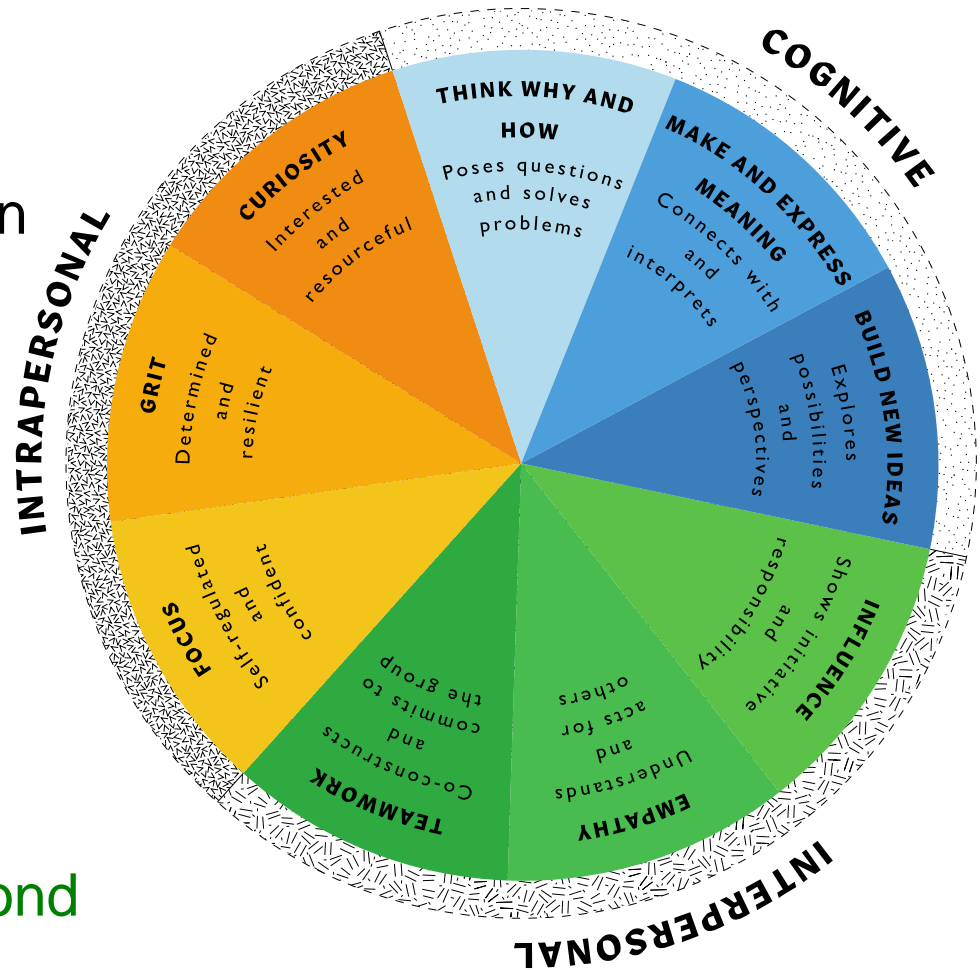 COGNITIVE
THINK WHY AND
HOW
Poses questions
and solves
problems
MAKE AND EXPRESS
MEANING
Connects with
and
interprets
BUILD NEW IDEAS
Explores
possibilities
and
perspectives
INTERPERSONAL
INFLUENCE
Shows initiative
and
responsibility
EMPATHY
Understands
and
acts for
others
TEAMWORK
Co-constructs
and
commits to
the group
INTRAPERSONAL
FOCUS
Self-regulated
and
confident
GRIT
Determined
and
resilient
CURIOSITY
Interested
and
resourceful
n
ond